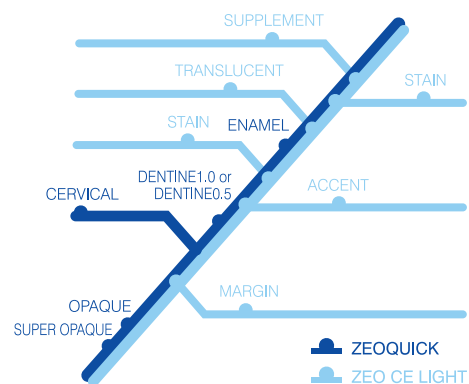 SUPPLEMENT
TRANSLUCENT
STAIN
STAIN
ENAMEL
DENTINE1.0 or
DENTINE0.5
ACCENT
CERVICAL
MARGIN
OPAQUE
SUPER OPAQUE
ZEOQUICK
ZEO CE LIGHT